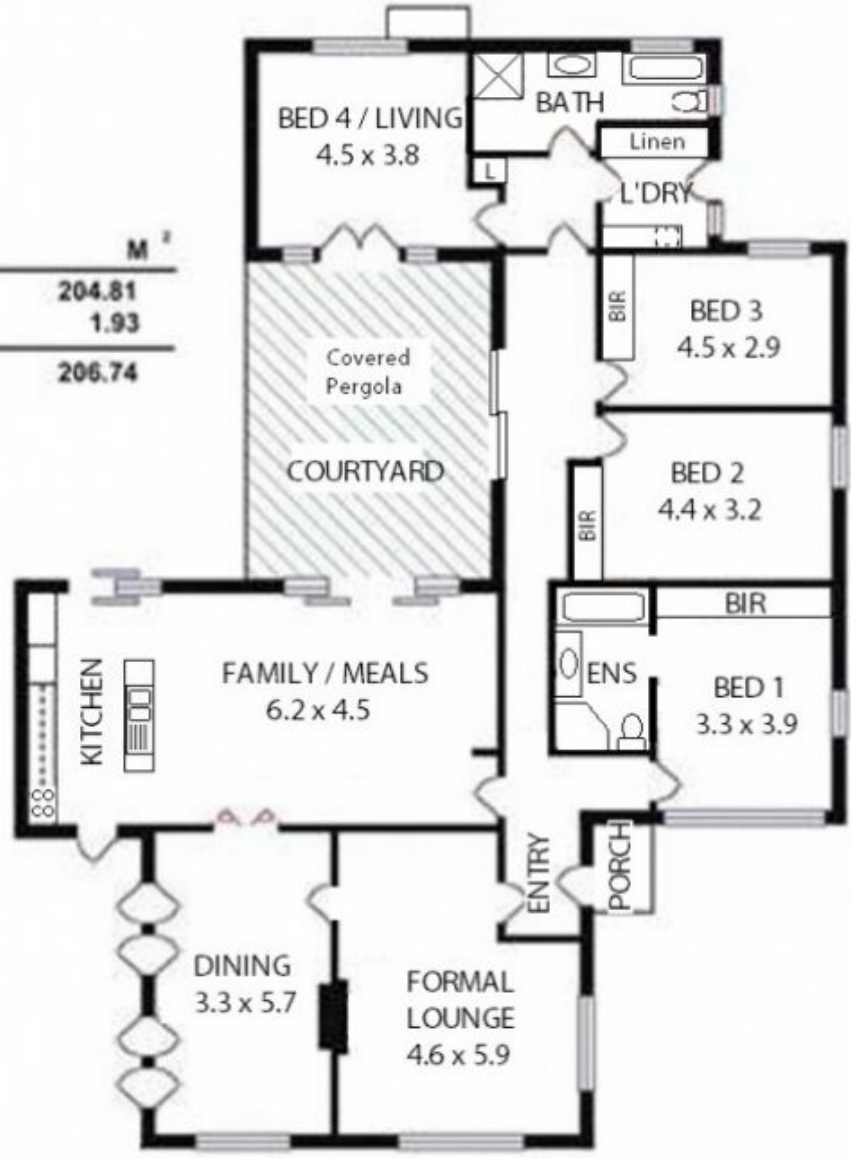 BED 4 / LIVING
4.5 x 3.8
BATH
Linen
L
L'DRY
M ²
204.81
1.93
206.74
BIR
BED 3
4.5 x 2.9
Covered
Pergola
COURTYARD
BED 2
4.4 x 3.2
BIR
BIR
KITCHEN
FAMILY / MEALS
6.2 x 4.5
ENS
BED 1
3.3 x 3.9
ENTRY
PORCH
DINING
3.3 x 5.7
FORMAL
LOUNGE
4.6 x 5.9